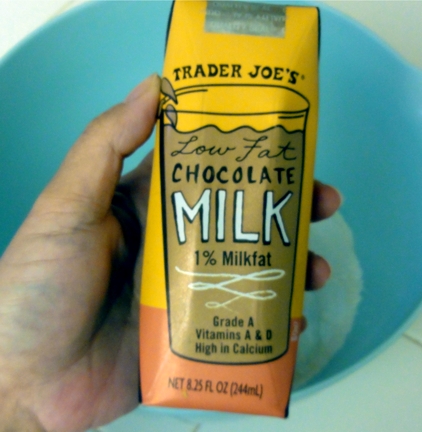 TRADER JOE'S
Low Fat
CHOCOLATE
MILK
1% Milkfat
Grade A
Vitamins A & D
High in Calcium
NET 8.25 FL OZ (244mL)